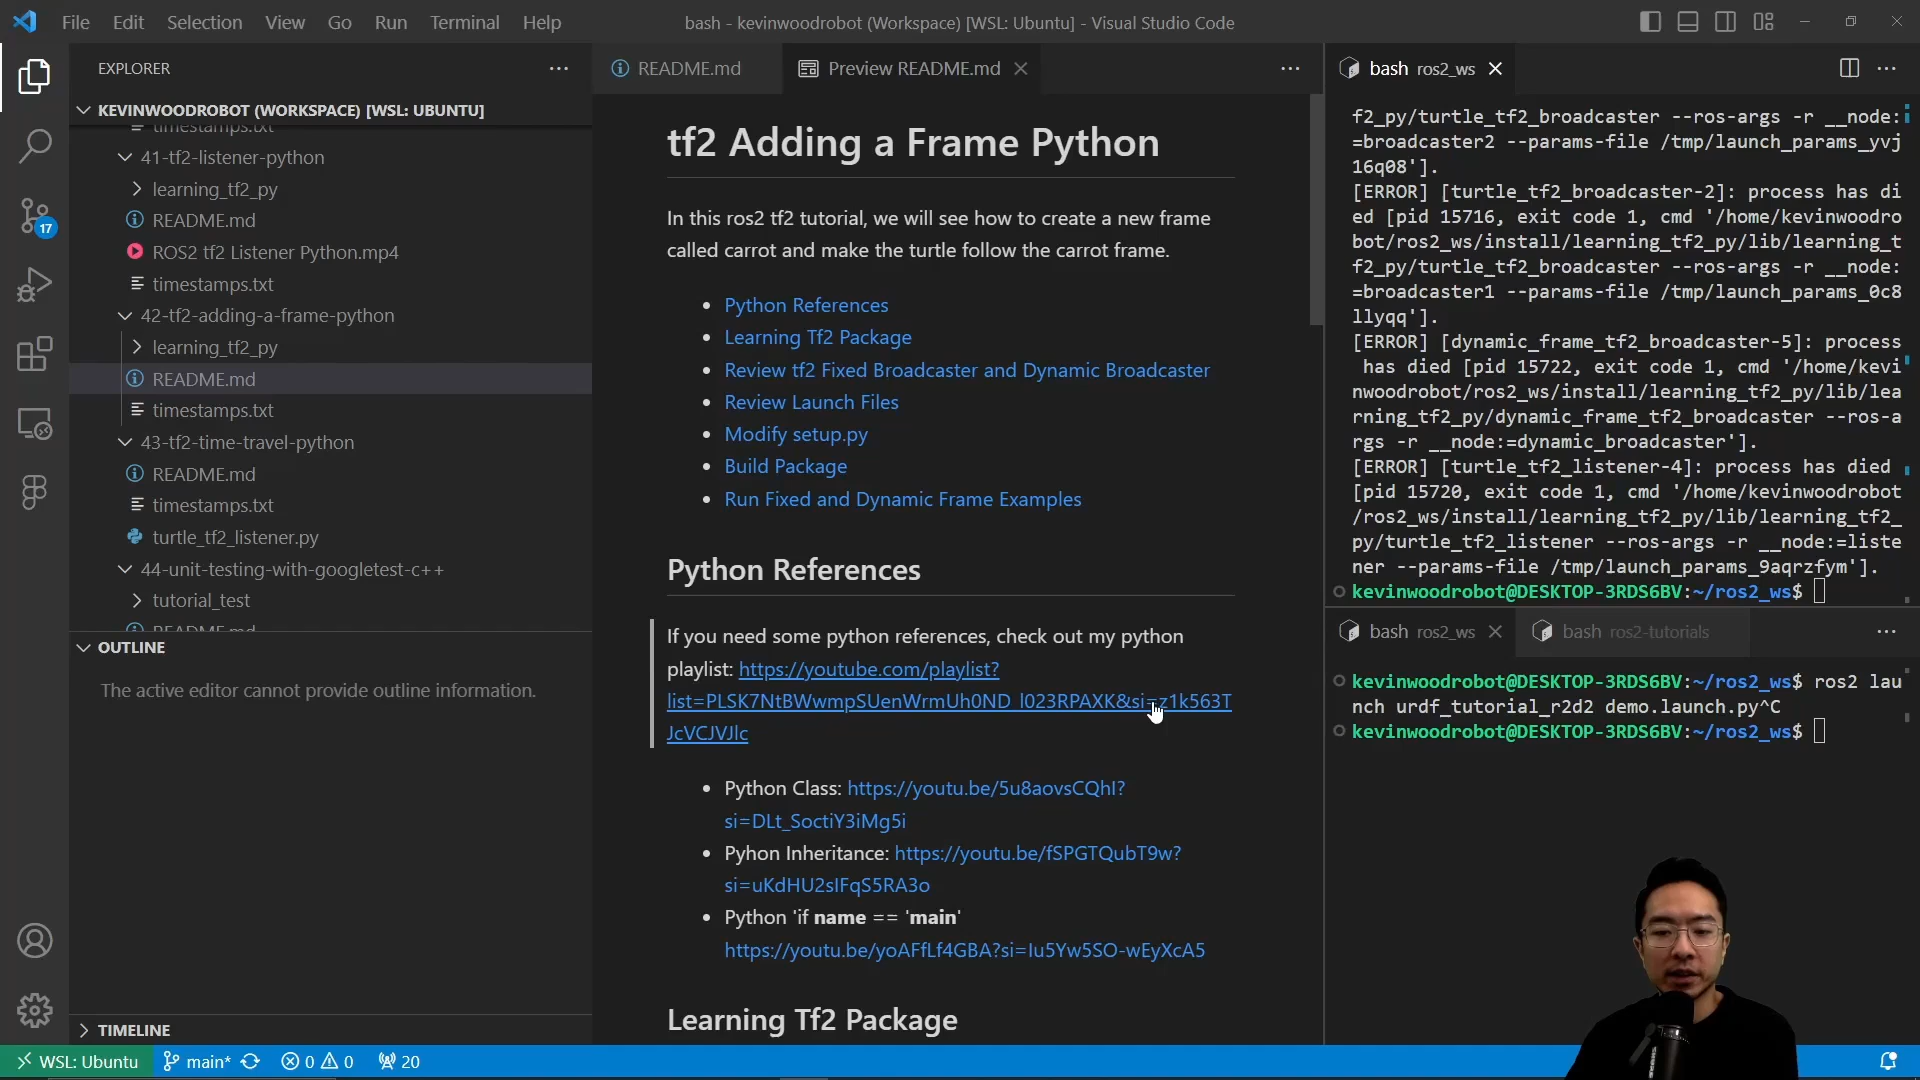 File Edit Selection View Go Run Terminal Help
bash - kevinwoodrobot (Workspace) [WSL: Ubuntu] - Visual Studio Code
EXPLORER
KEVINWOODROBOT (WORKSPACE) [WSL: UBUNTU]
timestamps.txt
41-tf2-listener-python
learning_tf2_py
README.md
ROS2 tf2 Listener Python.mp4
timestamps.txt
42-tf2-adding-a-frame-python
learning_tf2_py
README.md
timestamps.txt
43-tf2-time-travel-python
README.md
timestamps.txt
turtle_tf2_listener.py
44-unit-testing-with-googletest-c++
tutorial_test
README.md
OUTLINE
The active editor cannot provide outline information.
TIMELINE
17
README.md
Preview README.md
tf2 Adding a Frame Python
In this ros2 tf2 tutorial, we will see how to create a new frame
called carrot and make the turtle follow the carrot frame.
• Python References
• Learning Tf2 Package
• Review tf2 Fixed Broadcaster and Dynamic Broadcaster
• Review Launch Files
• Modify setup.py
• Build Package
• Run Fixed and Dynamic Frame Examples
Python References
If you need some python references, check out my python
playlist: https://youtube.com/playlist?
list=PLSK7NtBWwmpSUenWrmUh0ND_l023RPAXK&si=z1k563T
JcVCJVJlc
• Python Class: https://youtu.be/5u8aovsCQhI?
si=DLt_SoctiY3iMg5i
• Pyhon Inheritance: https://youtu.be/fSPGTQubT9w?
si=uKdHU2sIFqS5RA3o
• Python 'if name == 'main'
https://youtu.be/yoAFfLf4GBA?si=Iu5Yw5SO-wEyXcA5
Learning Tf2 Package
bash ros2_ws
f2_py/turtle_tf2_broadcaster --ros-args -r __node:
=broadcaster2 --params-file /tmp/launch_params_yvj
16q08'].
[ERROR] [turtle_tf2_broadcaster-2]: process has di
ed [pid 15716, exit code 1, cmd '/home/kevinwoodro
bot/ros2_ws/install/learning_tf2_py/lib/learning_t
f2_py/turtle_tf2_broadcaster --ros-args -r __node:
=broadcaster1 --params-file /tmp/launch_params_0c8
llyqq'].
[ERROR] [dynamic_frame_tf2_broadcaster-5]: process
has died [pid 15722, exit code 1, cmd '/home/kevi
nwoodrobot/ros2_ws/install/learning_tf2_py/lib/lea
rning_tf2_py/dynamic_frame_tf2_broadcaster --ros-a
rgs -r __node:=dynamic_broadcaster'].
[ERROR] [turtle_tf2_listener-4]: process has died
[pid 15720, exit code 1, cmd '/home/kevinwoodrobot
/ros2_ws/install/learning_tf2_py/lib/learning_tf2_
py/turtle_tf2_listener --ros-args -r __node:=liste
ner --params-file /tmp/launch_params_9aqrzfym'].
kevinwoodrobot@DESKTOP-3RDS6BV:~/ros2_ws$
bash ros2_ws
bash ros2-tutorials
kevinwoodrobot@DESKTOP-3RDS6BV:~/ros2_ws$ ros2 lau
nch urdf_tutorial_r2d2 demo.launch.py^C
kevinwoodrobot@DESKTOP-3RDS6BV:~/ros2_ws$
WSL: Ubuntu main* 0 0 20